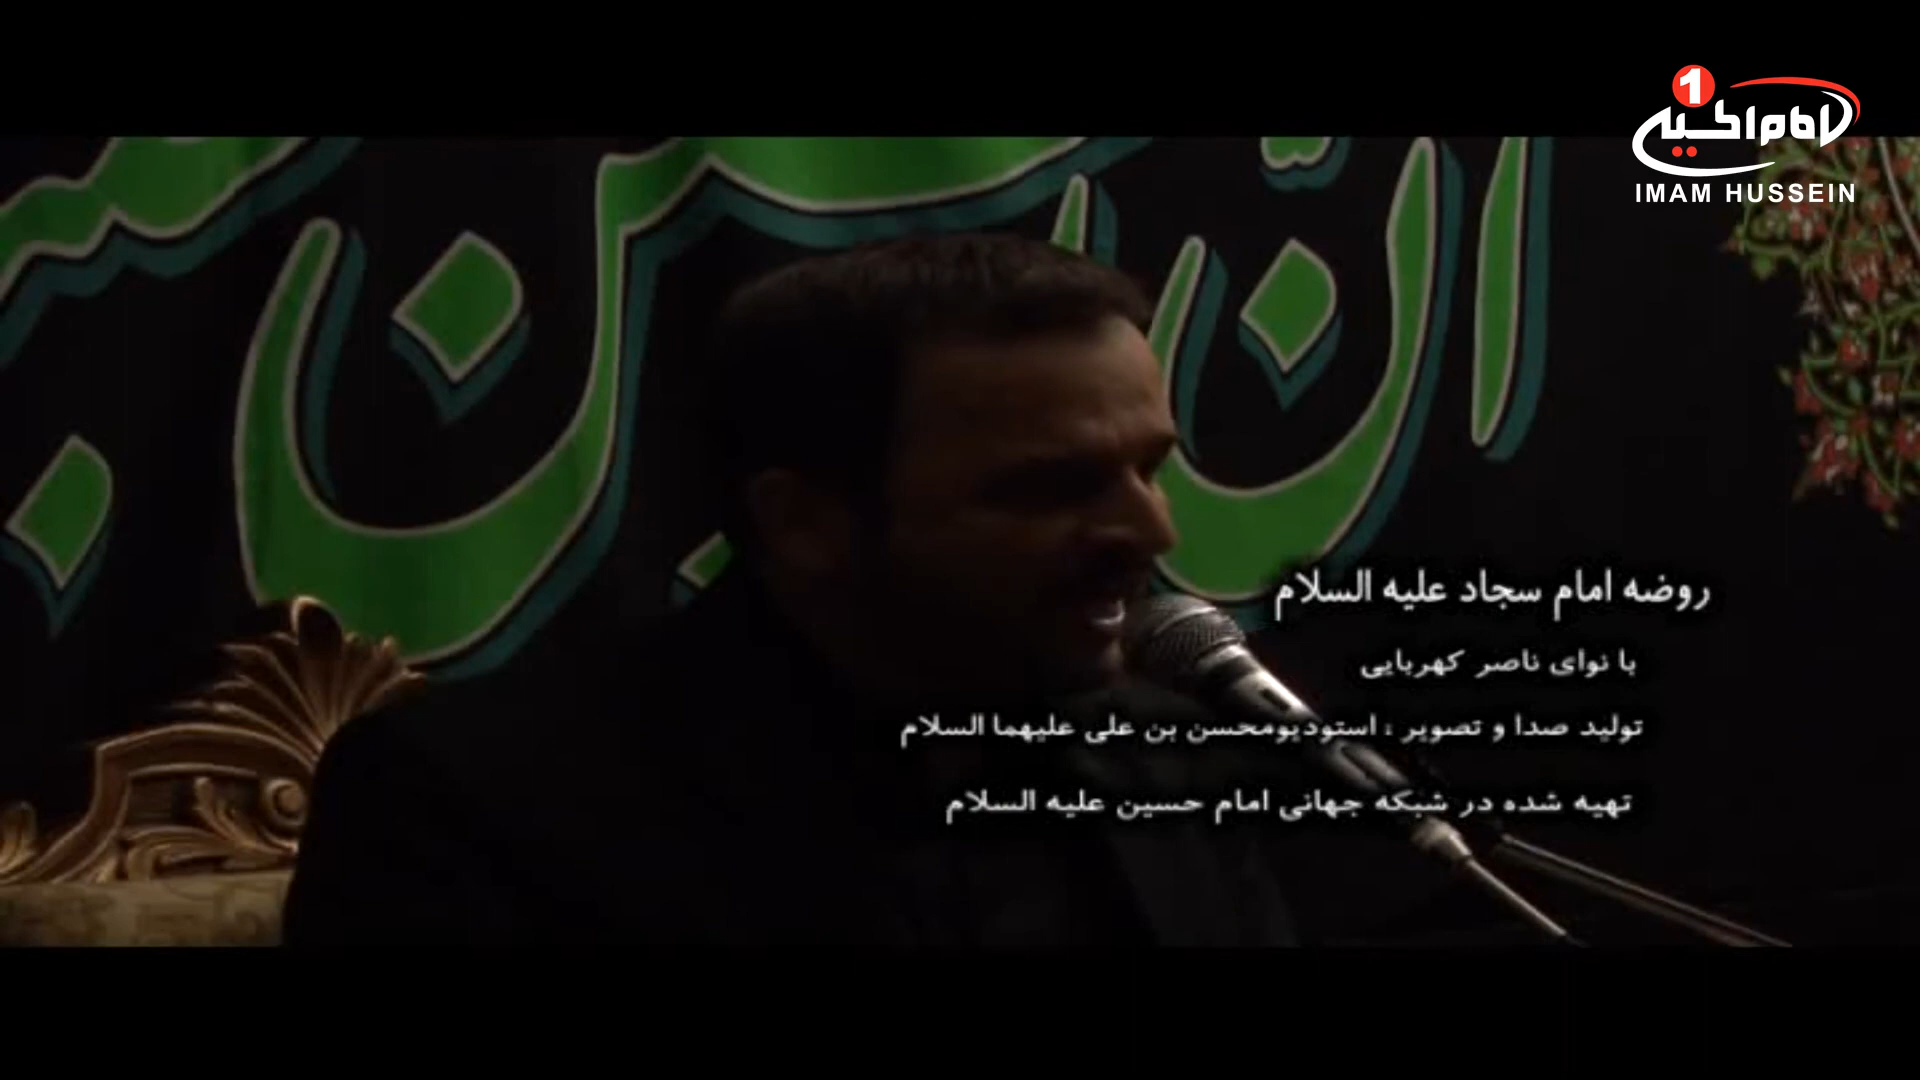 1
امام الحسین
IMAM HUSSEIN
روضه امام سجاد علیه السلام
با نوای ناصر کهربایی
تولید صدا و تصویر : استودیومحسن بن علی علیهما السلام
تهیه شده در شبکه جهانی امام حسین علیه السلام